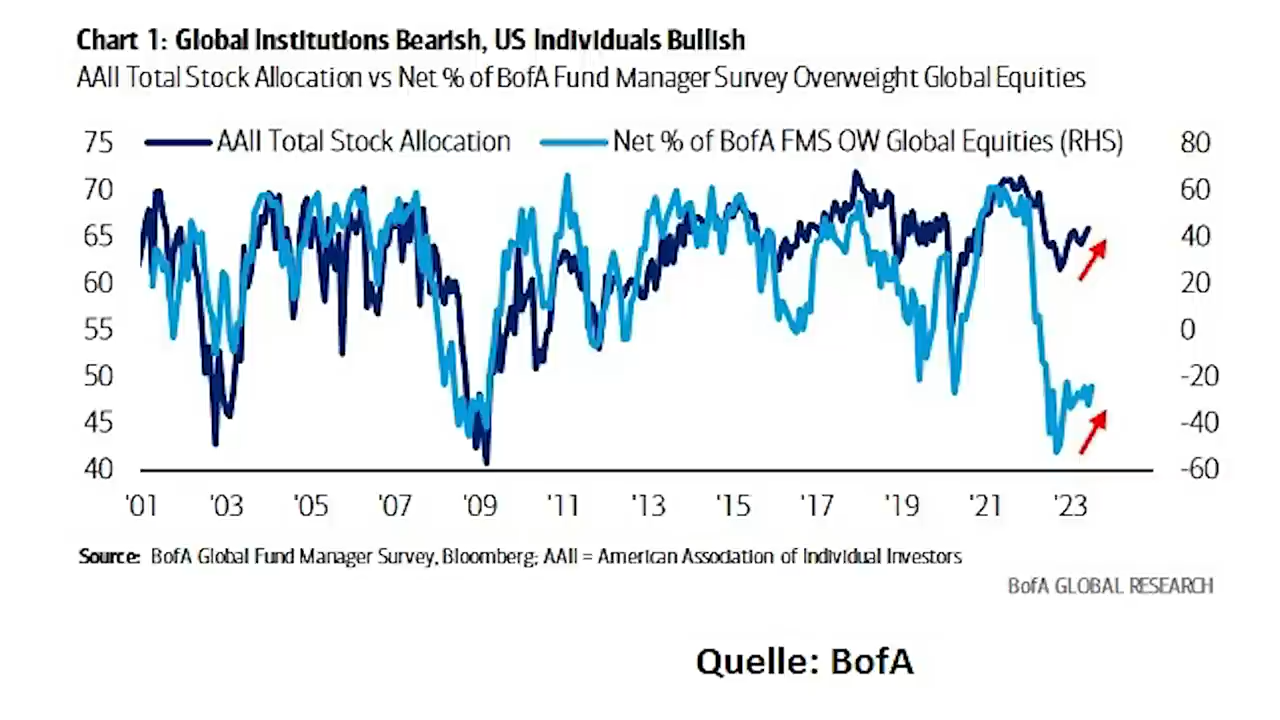 Chart 1: Global Institutions Bearish, US Individuals Bullish
AAII Total Stock Allocation vs Net % of BofA Fund Manager Survey Overweight Global Equities
75 AAII Total Stock Allocation Net % of BofA FMS OW Global Equities (RHS) 80
70 60
65 40
60 20
55 0
50 -20
45 -40
40 -60
'01 '03 '05 '07 '09 '11 '13 '15 '17 '19 '21 '23
Source: BofA Global Fund Manager Survey, Bloomberg; AAII = American Association of Individual Investors
BofA GLOBAL RESEARCH
Quelle: BofA